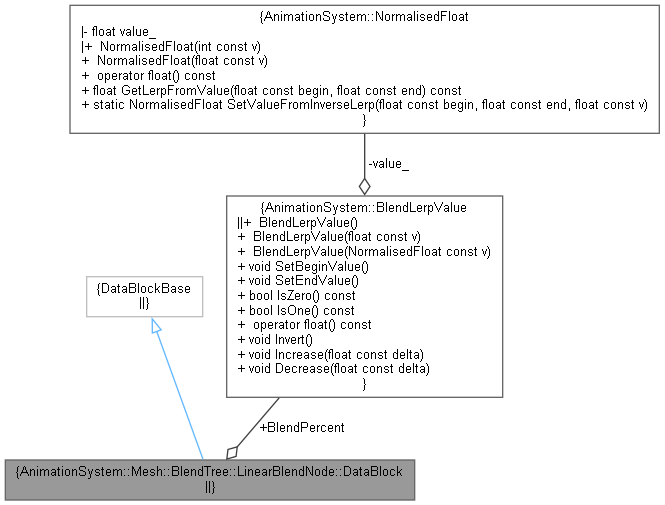 {AnimationSystem::NormalisedFloat
|- float value_
|+  NormalisedFloat(int const v)
+  NormalisedFloat(float const v)
+  operator float() const
+ float GetLerpFromValue(float const begin, float const end) const
+ static NormalisedFloat SetValueFromInverseLerp(float const begin, float const end, float const v)
}
-value_
{AnimationSystem::BlendLerpValue
||+  BlendLerpValue()
+  BlendLerpValue(float const v)
+  BlendLerpValue(NormalisedFloat const v)
+ void SetBeginValue()
+ void SetEndValue()
+ bool IsZero() const
+ bool IsOne() const
+  operator float() const
+ void Invert()
+ void Increase(float const delta)
+ void Decrease(float const delta)
}
{DataBlockBase
||}
+BlendPercent
{AnimationSystem::Mesh::BlendTree::LinearBlendNode::DataBlock
||}